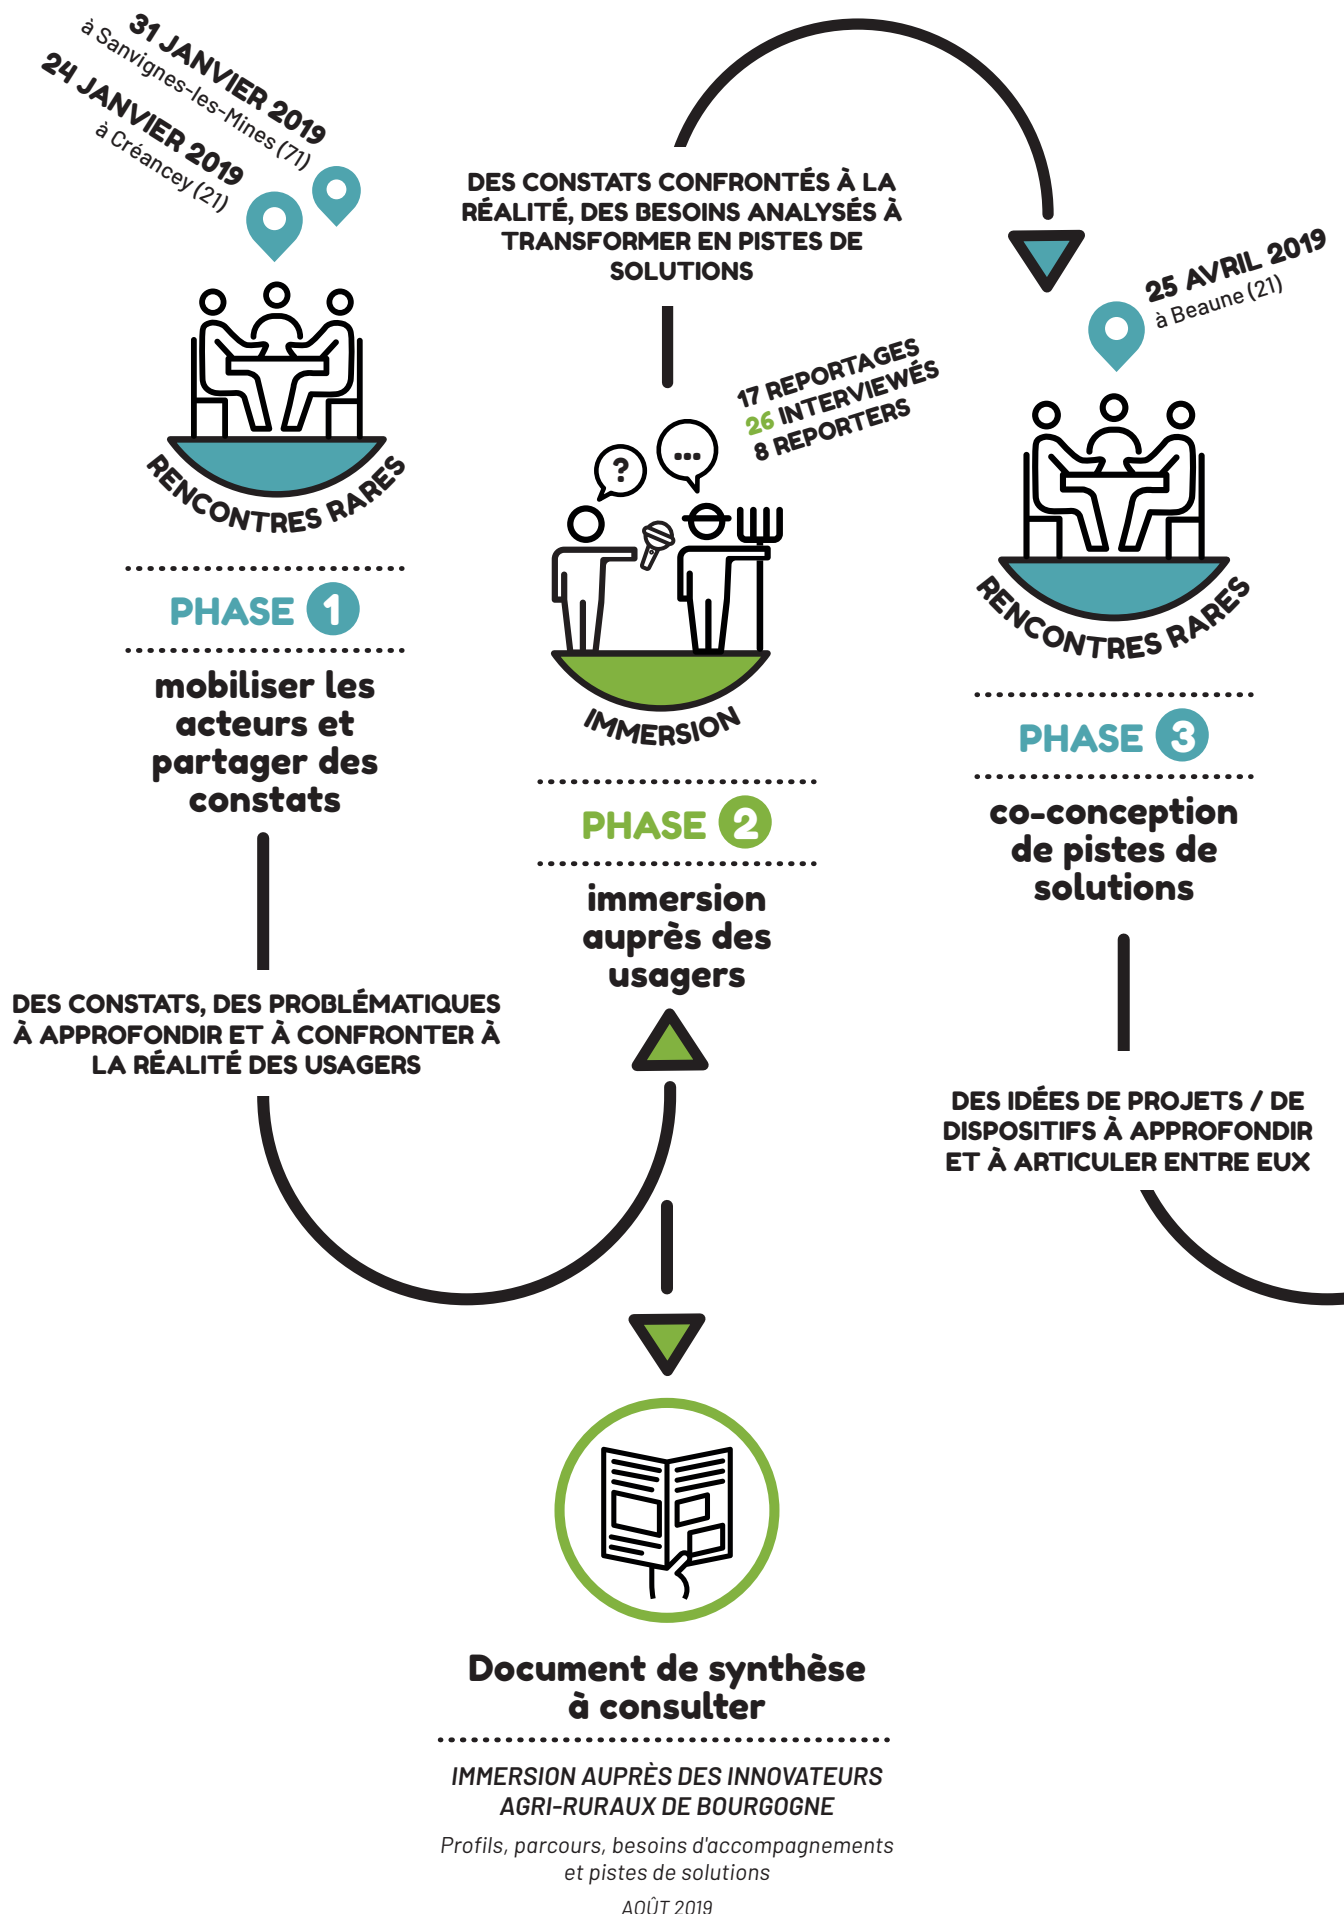 31 JANVIER 2019
à Sanvignes-les-Mines (71)
24 JANVIER 2019
à Créancey (21)
RENCONTRES RARES
PHASE 1
mobiliser les
acteurs et
partager des
constats
DES CONSTATS, DES PROBLÉMATIQUES
À APPROFONDIR ET À CONFRONTER À
LA RÉALITÉ DES USAGERS
DES CONSTATS CONFRONTÉS À LA
RÉALITÉ, DES BESOINS ANALYSÉS À
TRANSFORMER EN PISTES DE
SOLUTIONS
17 REPORTAGES
26 INTERVIEWÉS
8 REPORTERS
?
...
IMMERSION
PHASE 2
immersion
auprès des
usagers
Document de synthèse
à consulter
IMMERSION AUPRÈS DES INNOVATEURS
AGRI-RURAUX DE BOURGOGNE
Profils, parcours, besoins d'accompagnements
et pistes de solutions
AOÛT 2019
25 AVRIL 2019
à Beaune (21)
RENCONTRES RARES
PHASE 3
co-conception
de pistes de
solutions
DES IDÉES DE PROJETS / DE
DISPOSITIFS À APPROFONDIR
ET À ARTICULER ENTRE EUX